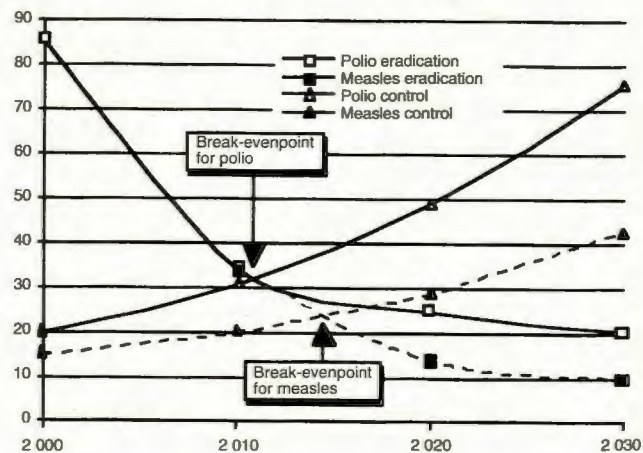 90
80
70
60
50
40
30
20
10
0
Polio eradication
Measles eradication
Polio control
Measles control
Break-evenpoint
for polio
Break-evenpoint
for measles
2 000
2 010
2 020
2 030